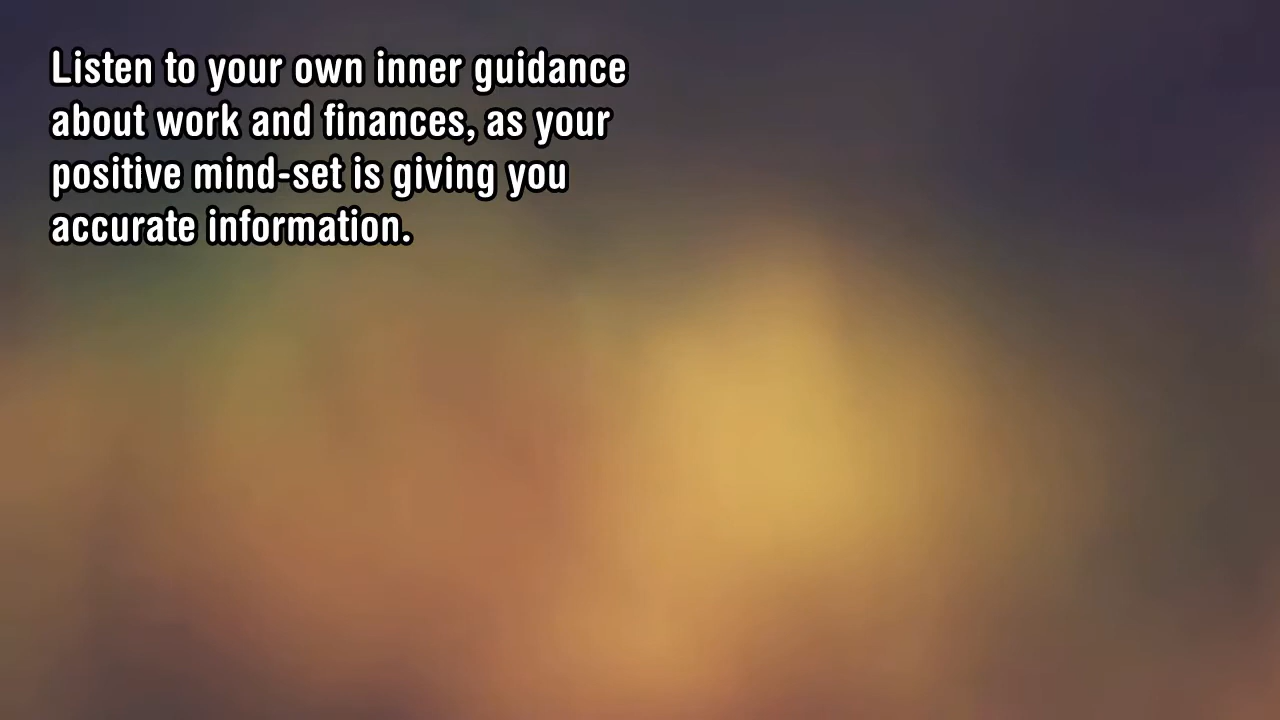 Listen to your own inner guidance
about work and finances, as your
positive mind-set is giving you
accurate information.